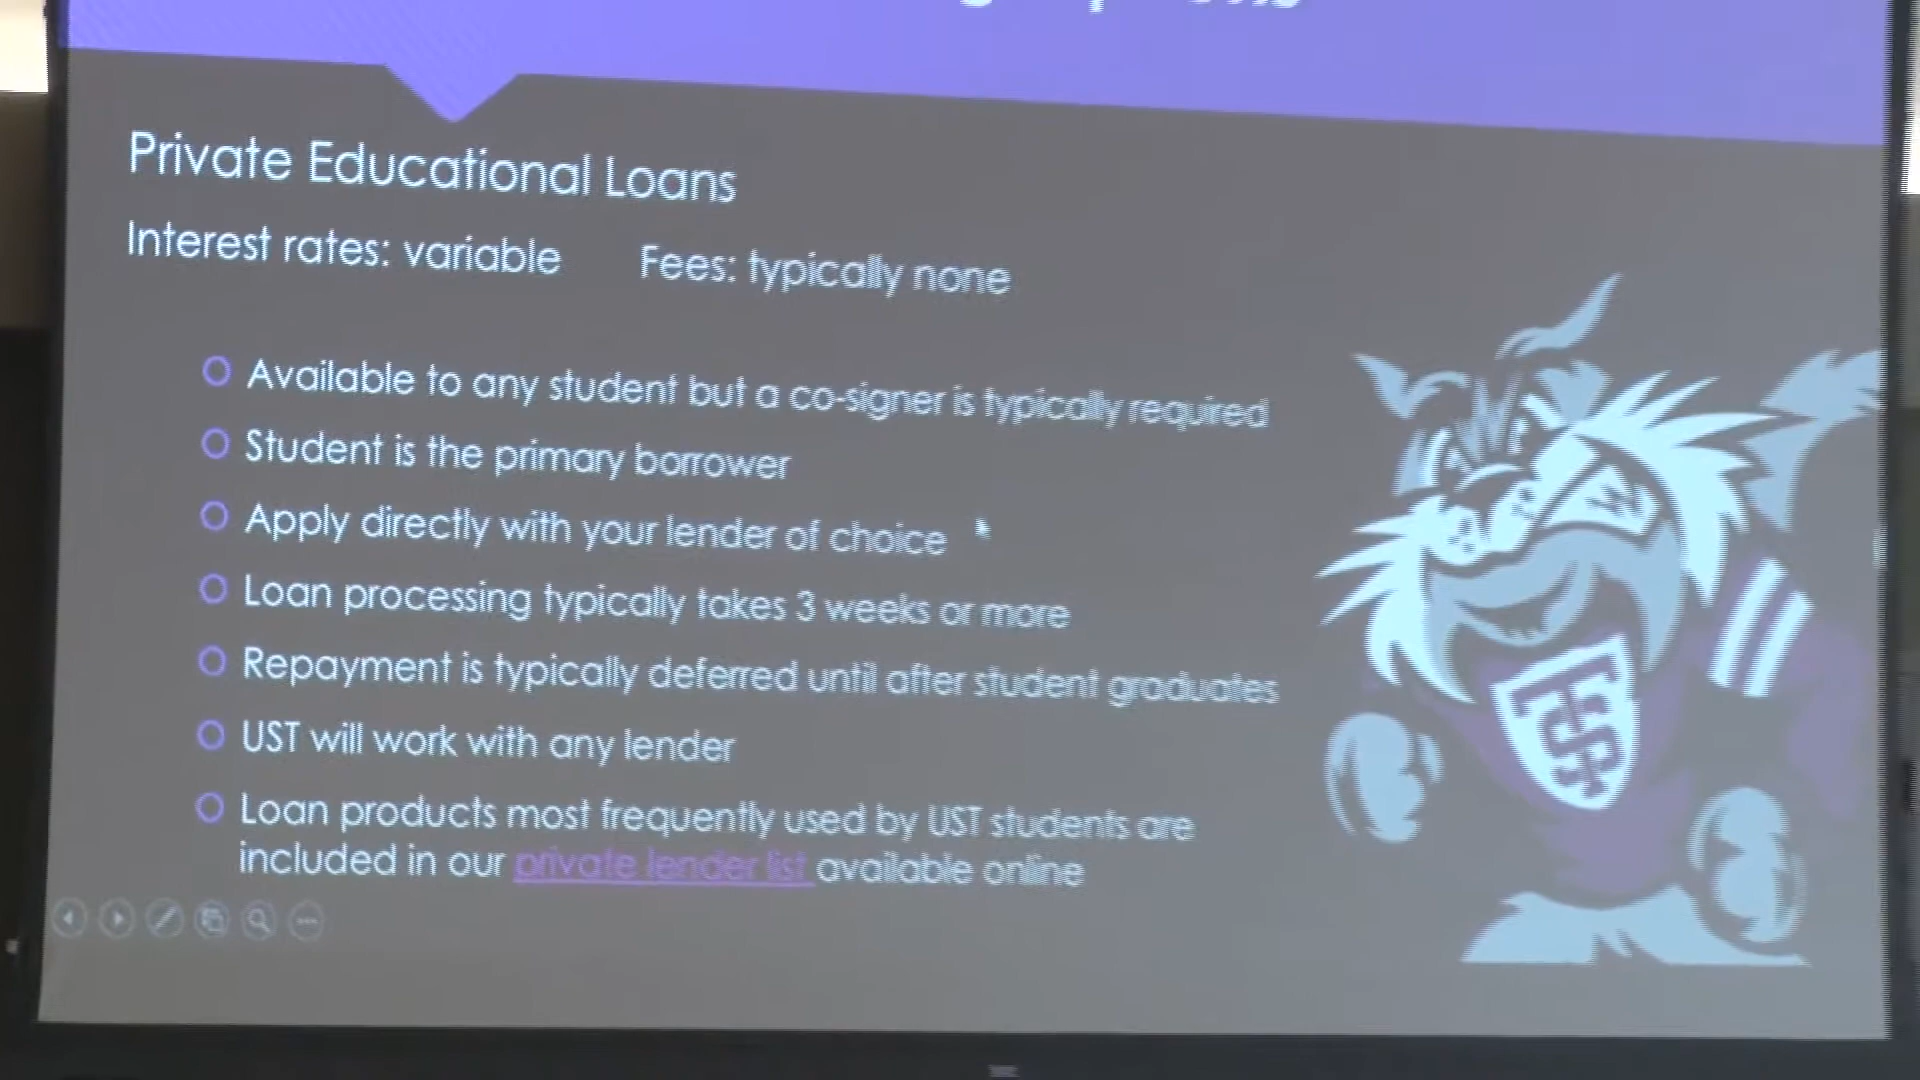 Private Educational Loans
Interest rates: variable Fees: typically none
Available to any student but a co-signer is typically required
Student is the primary borrower
Apply directly with your lender of choice
Loan processing typically takes 3 weeks or more
Repayment is typically deferred until after student graduates
UST will work with any lender
Loan products most frequently used by UST students are
included in our private lender list available online